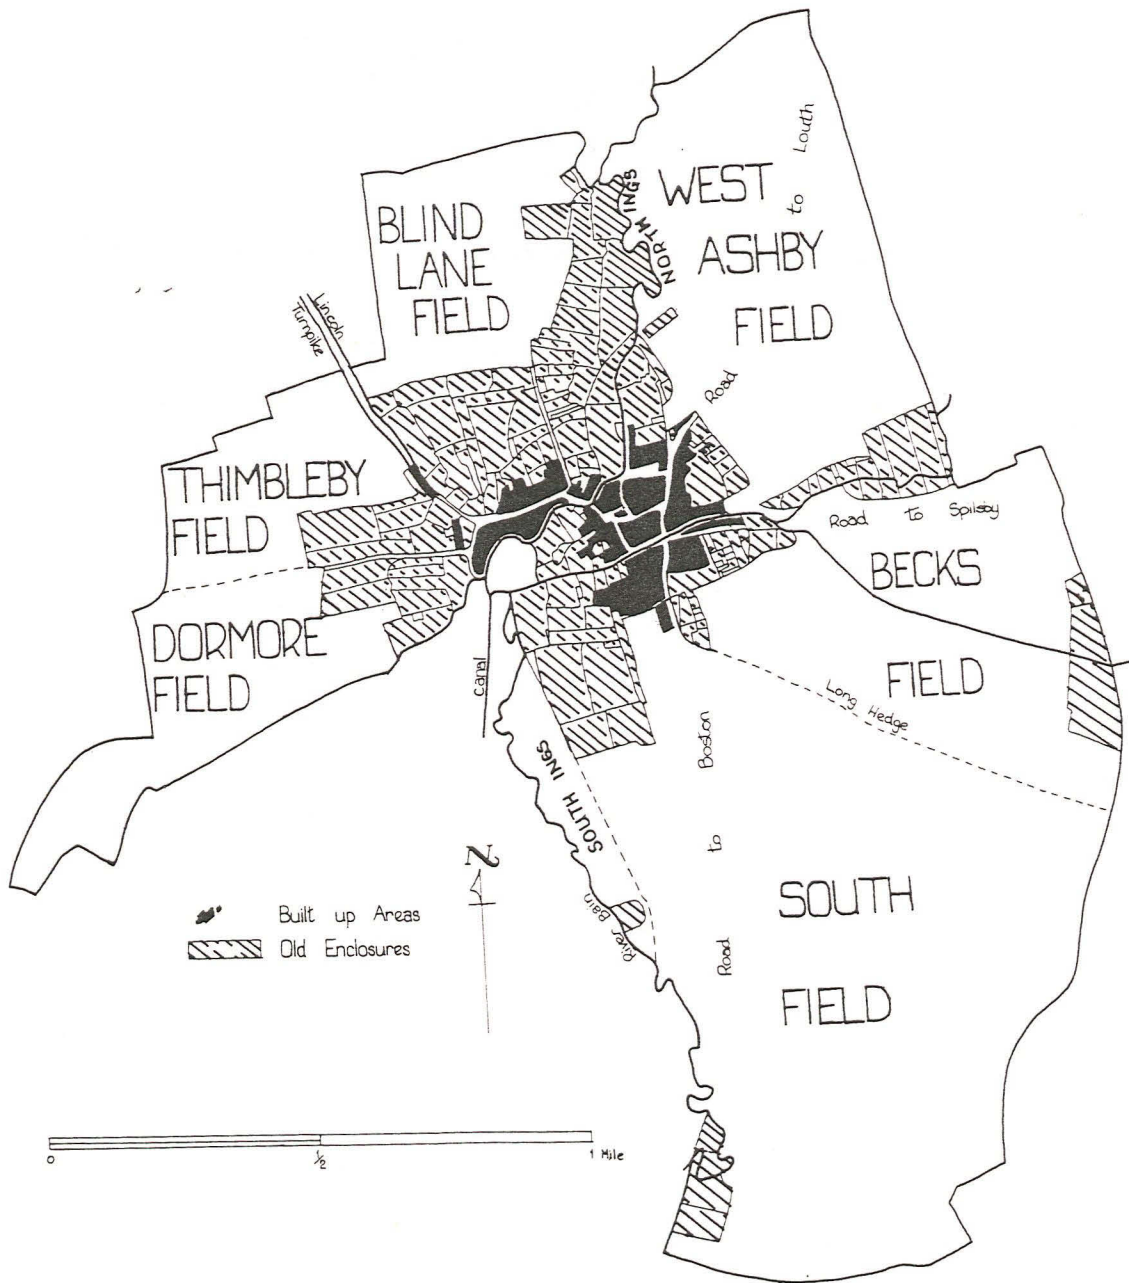 WEST
ASHBY
FIELD
Road to Louth
NORTH INGS
BLIND
LANE
FIELD
Lincoln
Turnpike
THIMBLEBY
FIELD
Road to Spilsby
BECKS
FIELD
DORMORE
FIELD
Canal
Long Hedge
Road to Boston
SOUTH INGS
River Bain
SOUTH
FIELD
N
Built up Areas
Old Enclosures
0
½
1 Mile